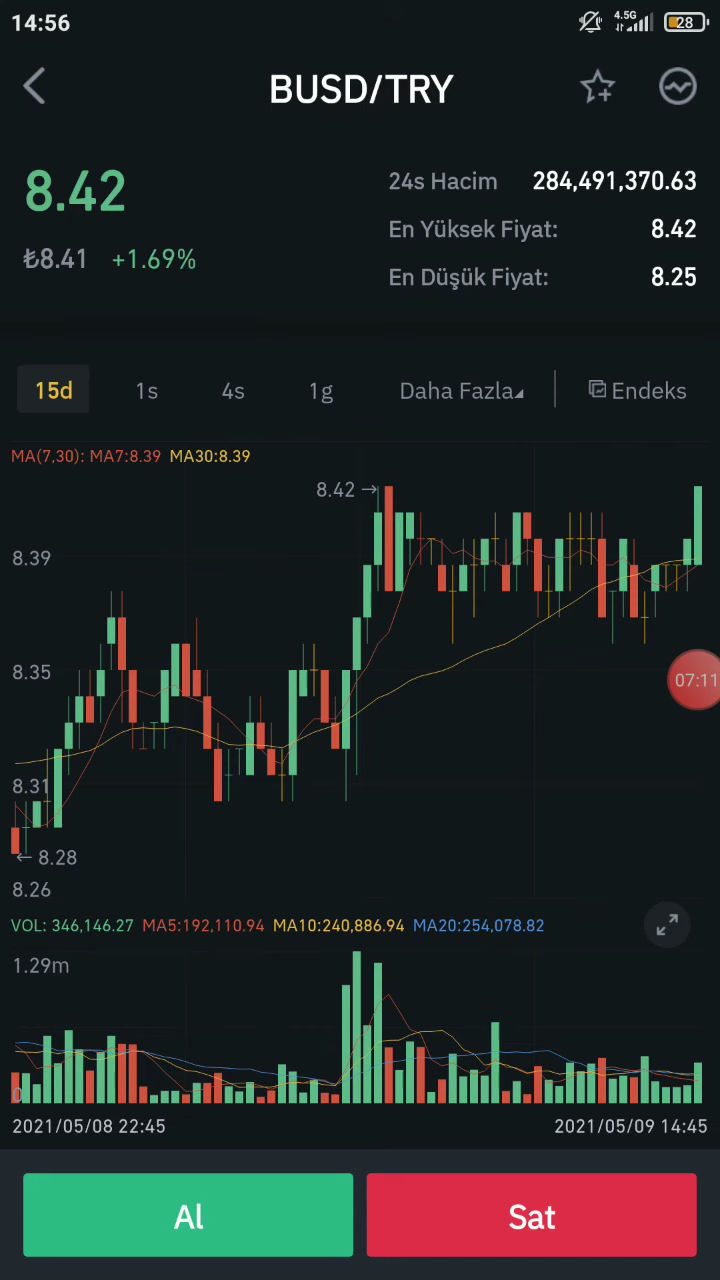 14:56
4.5G
28
BUSD/TRY
8.42
24s Hacim 284,491,370.63
En Yüksek Fiyat: 8.42
₺8.41 +1.69%
En Düşük Fiyat: 8.25
15d 1s 4s 1g Daha Fazla Endeks
MA(7,30): MA7:8.39 MA30:8.39
8.42→
8.39
8.35
07:11
8.31
←8.28
8.26
VOL: 346,146.27 MA5:192,110.94 MA10:240,886.94 MA20:254,078.82
1.29m
0
2021/05/08 22:45 2021/05/09 14:45
Al Sat